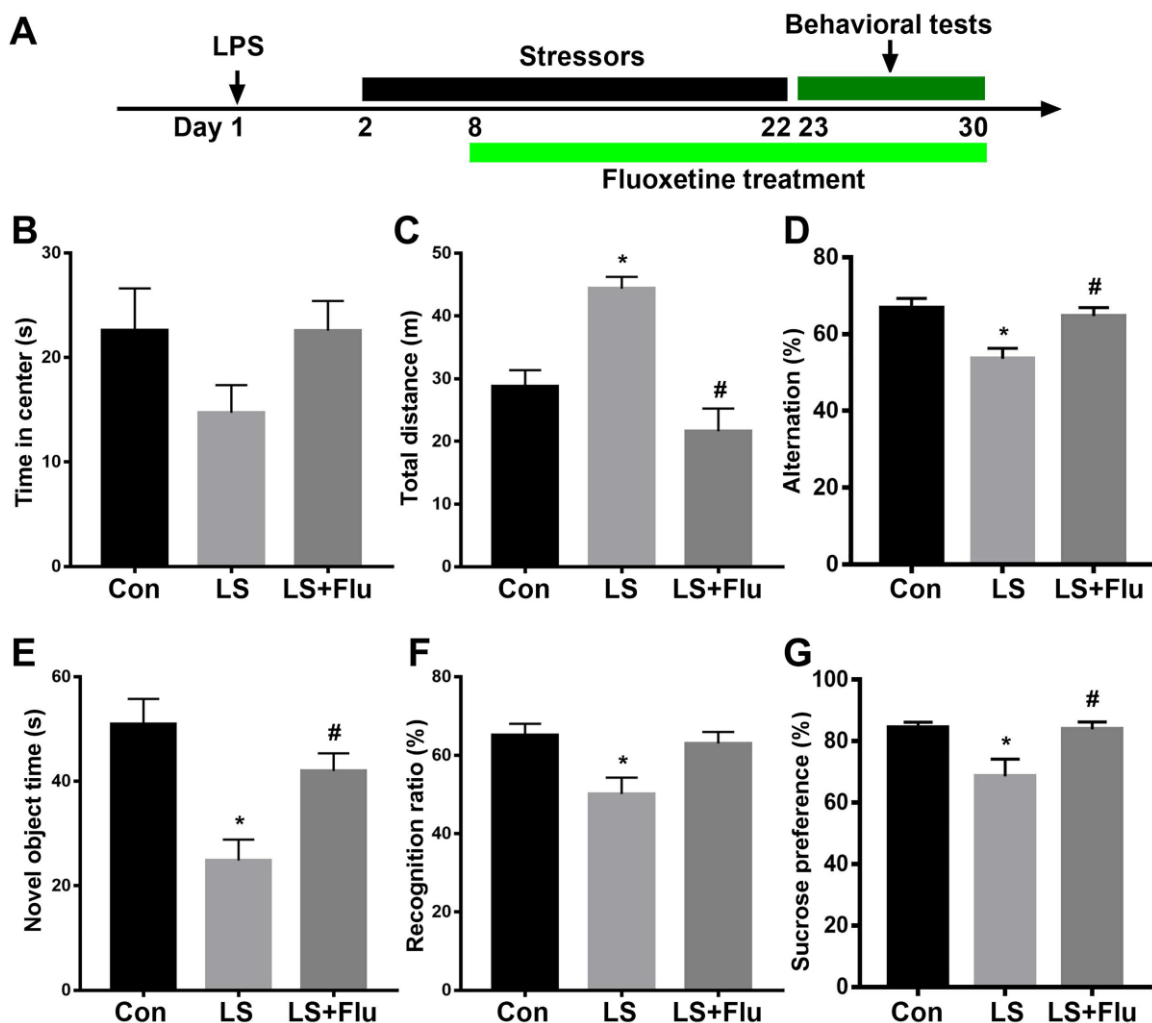 A
LPS
Stressors
Behavioral tests
Day 1
2
8
22
23
30
Fluoxetine treatment
B
Time in center (s)
30
20
10
0
Con
LS
LS+Flu
C
Total distance (m)
50
40
30
20
10
0
*
#
Con
LS
LS+Flu
D
Alternation (%)
80
60
40
20
0
*
#
Con
LS
LS+Flu
E
Novel object time (s)
60
40
20
0
*
#
Con
LS
LS+Flu
F
Recognition ratio (%)
80
60
40
20
0
*
Con
LS
LS+Flu
G
Sucrose preference (%)
100
80
60
40
20
0
*
#
Con
LS
LS+Flu